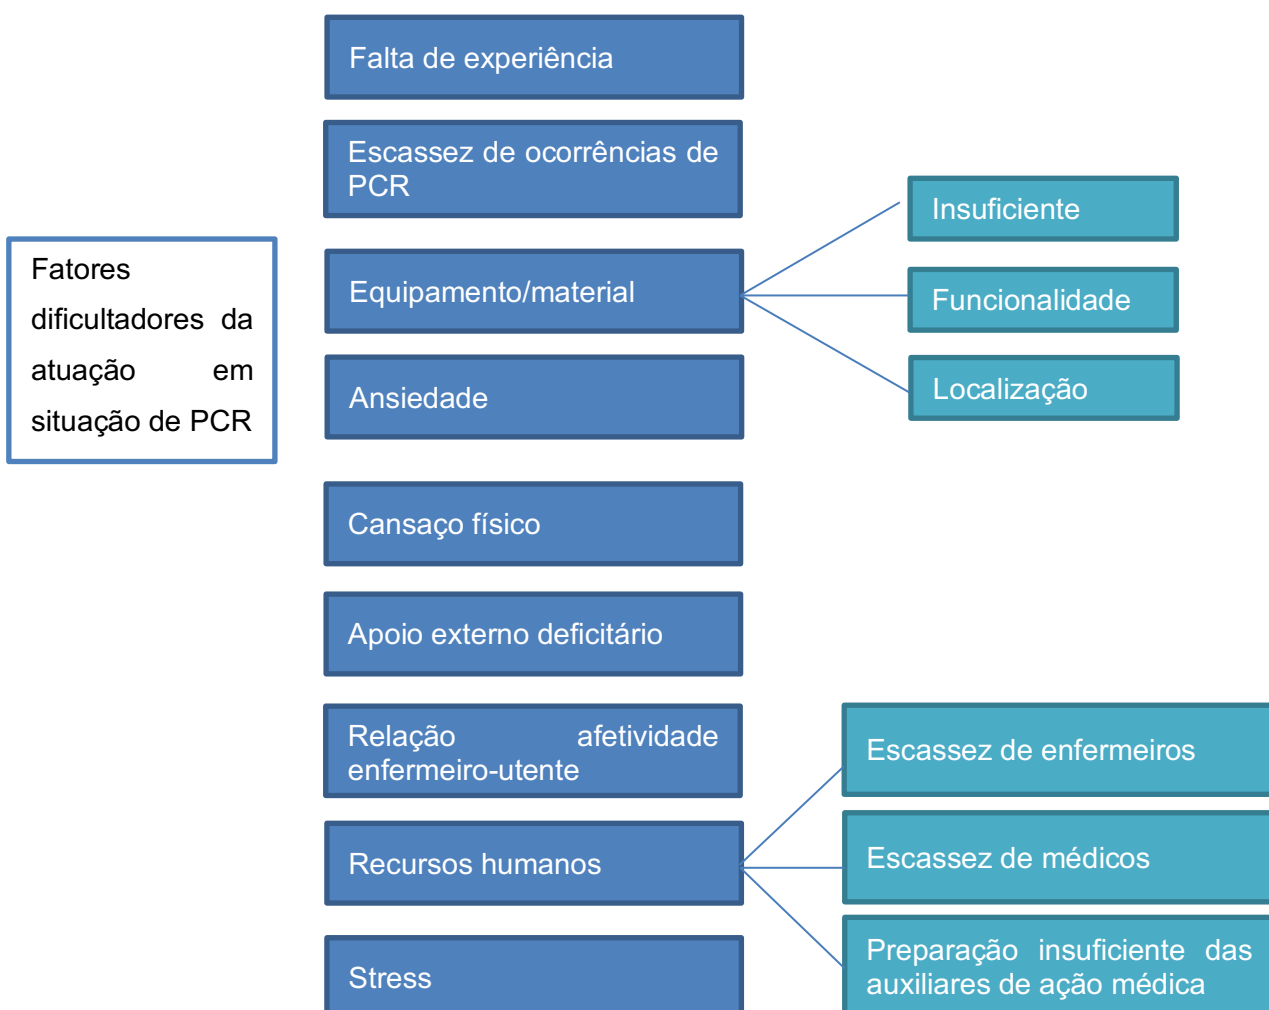 Fatores
dificultadores da
atuação em
situação de PCR
Falta de experiência
Escassez de ocorrências de
PCR
Equipamento/material
Insuficiente
Funcionalidade
Localização
Ansiedade
Cansaço físico
Apoio externo deficitário
Relação afetividade
enfermeiro-utente
Recursos humanos
Escassez de enfermeiros
Escassez de médicos
Preparação insuficiente das
auxiliares de ação médica
Stress